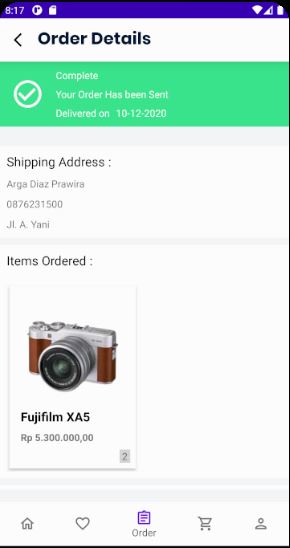 8:17
Order Details
Complete
Your Order Has been Sent
Delivered on 10-12-2020
Shipping Address :
Arga Diaz Prawira
0876231500
Jl. A. Yani
Items Ordered :
Fujifilm XA5
Rp 5.300.000,00
2
Order